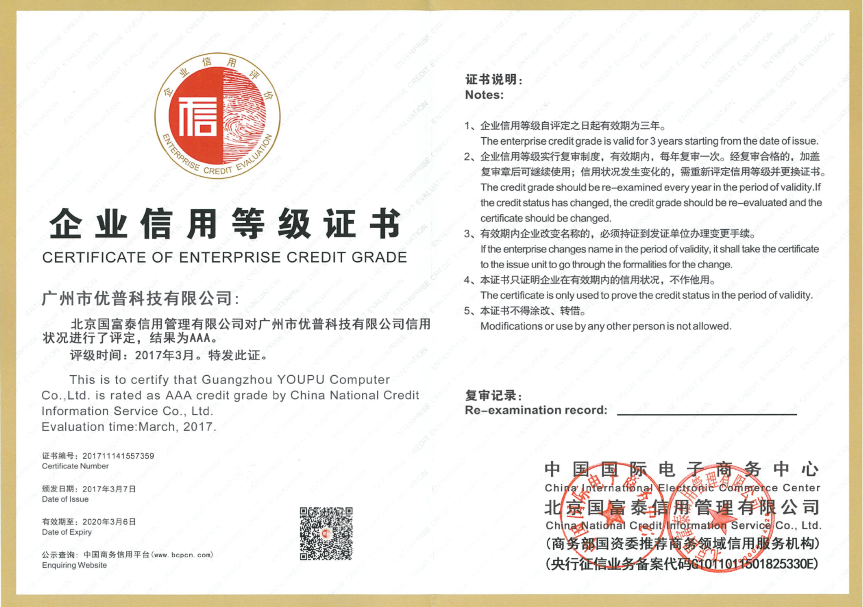 企业信用评价
信
ENTERPRISE CREDIT EVALUATION
企业信用等级证书
CERTIFICATE OF ENTERPRISE CREDIT GRADE
广州市优普科技有限公司:
北京国富泰信用管理有限公司对广州市优普科技有限公司信用
状况进行了评定，结果为AAA。
评级时间：2017年3月。特发此证。
This is to certify that Guangzhou YOUPU Computer
Co.,Ltd. is rated as AAA credit grade by China National Credit
Information Service Co., Ltd.
Evaluation time:March, 2017.
证书编号：201711141557359
Certificate Number
颁发日期：2017年3月7日
Date of Issue
有效期至：2020年3月6日
Date of Expiry
公示查询：中国商务信用平台(www.bcpcn.com)
Enquiring Website
证书说明：
Notes:
1、企业信用等级自评定之日起有效期为三年。
The enterprise credit grade is valid for 3 years starting from the date of issue.
2、企业信用等级实行复审制度，有效期内，每年复审一次。经复审合格的，加盖
复审章后可继续使用；信用状况发生变化的，需重新评定信用等级并更换证书。
The credit grade should be re-examined every year in the period of validity.If
the credit status has changed, the credit grade should be re-evaluated and the
certificate should be changed.
3、有效期内企业改变名称的，必须持证到发证单位办理变更手续。
If the enterprise changes name in the period of validity, it shall take the certificate
to the issue unit to go through the formalities for the change.
4、本证书只证明企业在有效期内的信用状况，不作他用。
The certificate is only used to prove the credit status in the period of validity.
5、本证书不得涂改、转借。
Modifications or use by any other person is not allowed.
复审记录：
Re-examination record:
中国国际电子商务中心
China International Electronic Commerce Center
北京国富泰信用管理有限公司
China National Credit Information Service Co., Ltd.
(商务部国资委推荐商务领域信用服务机构)
(央行征信业务备案代码G1011011501825330E)